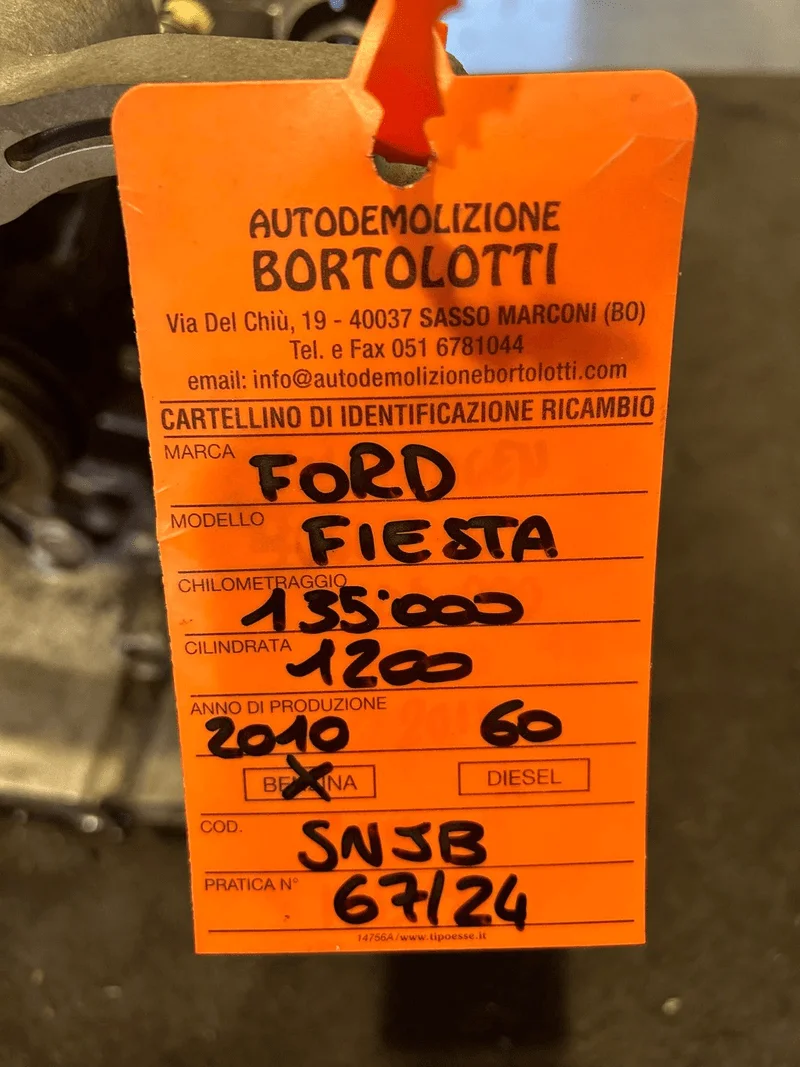 AUTODEMOLIZIONE
BORTOLOTTI
Via Del Chiù, 19 - 40037 SASSO MARCONI (BO)
Tel. e Fax 051 6781044
email: info@autodemolizionebortolotti.com
CARTELLINO DI IDENTIFICAZIONE RICAMBIO
MARCA FORD
MODELLO FIESTA
CHILOMETRAGGIO 135'000
CILINDRATA 1200
ANNO DI PRODUZIONE
2010 60
BENZINA X DIESEL
COD. SNJB
PRATICA N° 67/24
14756A/www.tipoesse.it